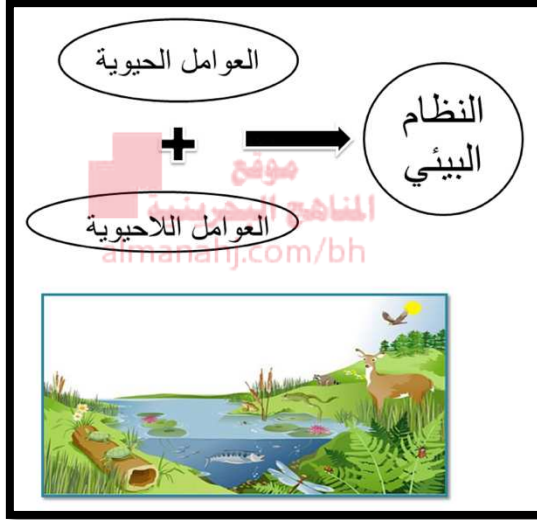 العوامل الحيوية
النظام
البيئي
+
موقع
المناهج البحرينية
العوامل اللاحيوية
almanahj.com/bh